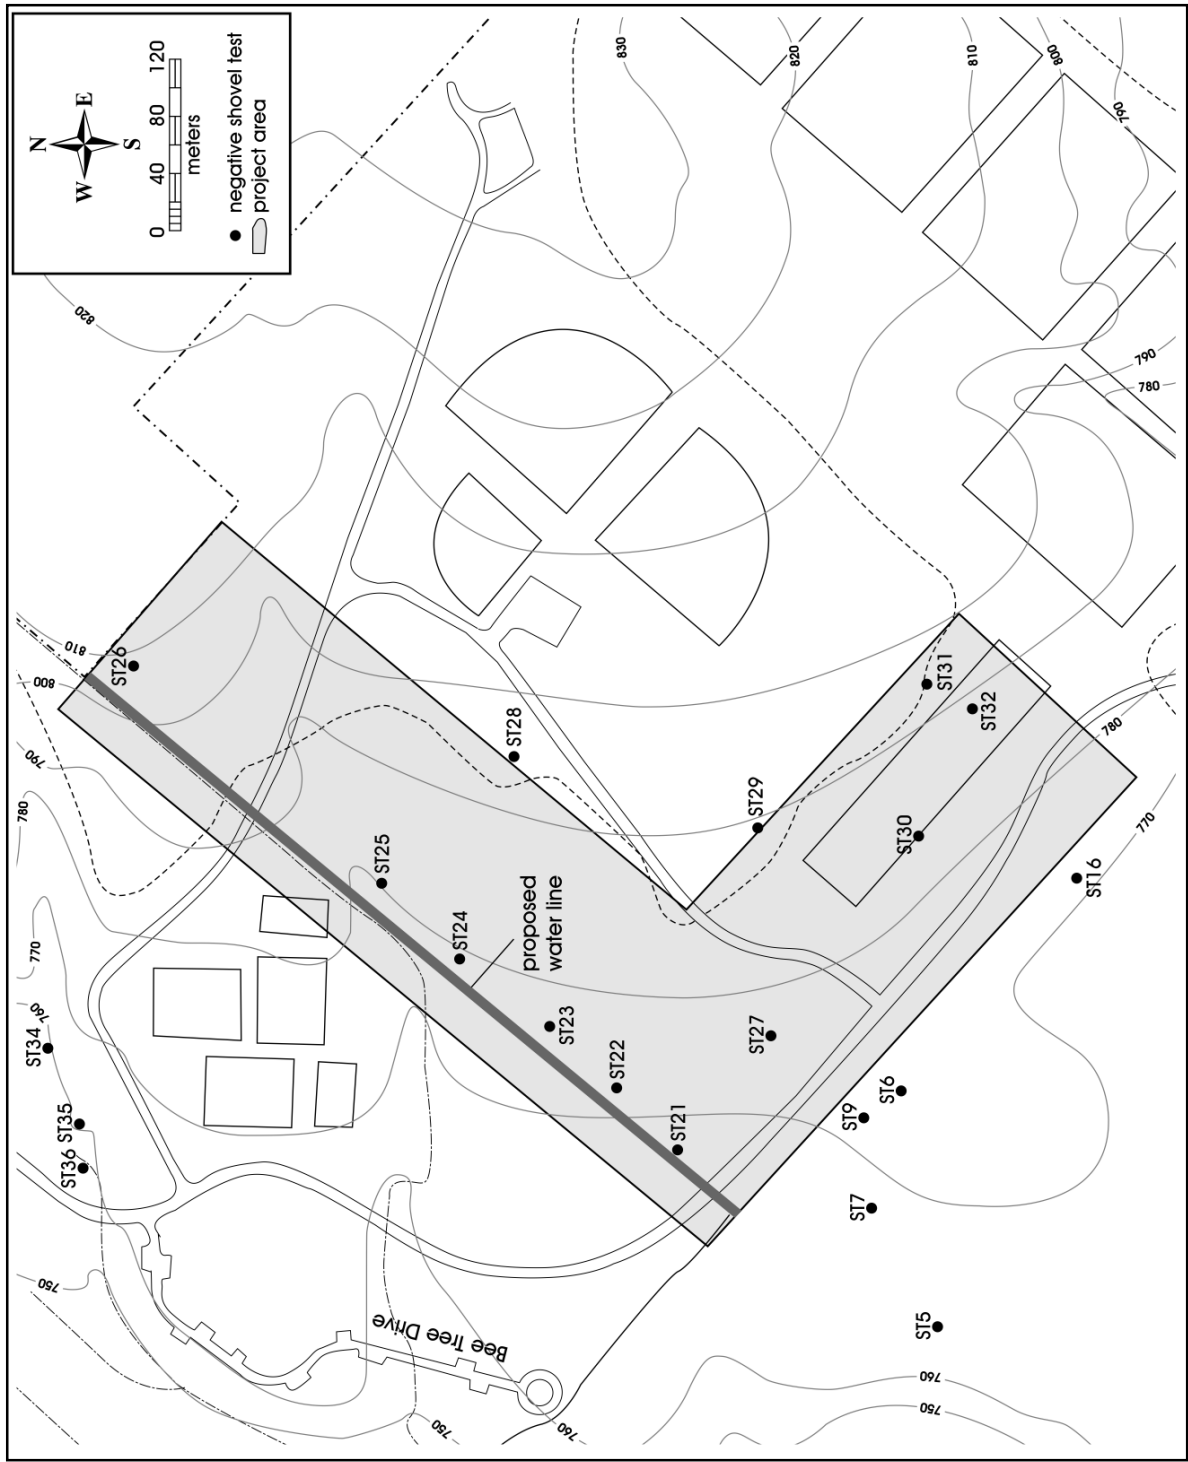 N
W
E
S
0
40
80
120
meters
negative shovel test
project area
830
820
810
800
790
820
790
780
810
800
790
780
770
760
750
ST26
ST28
ST31
ST32
ST29
ST30
780
770
ST16
ST25
ST24
proposed
water line
ST23
ST22
ST21
ST27
ST34
ST35
ST36
ST9
ST6
ST7
ST5
Bee Tree Drive
750
760
760
750